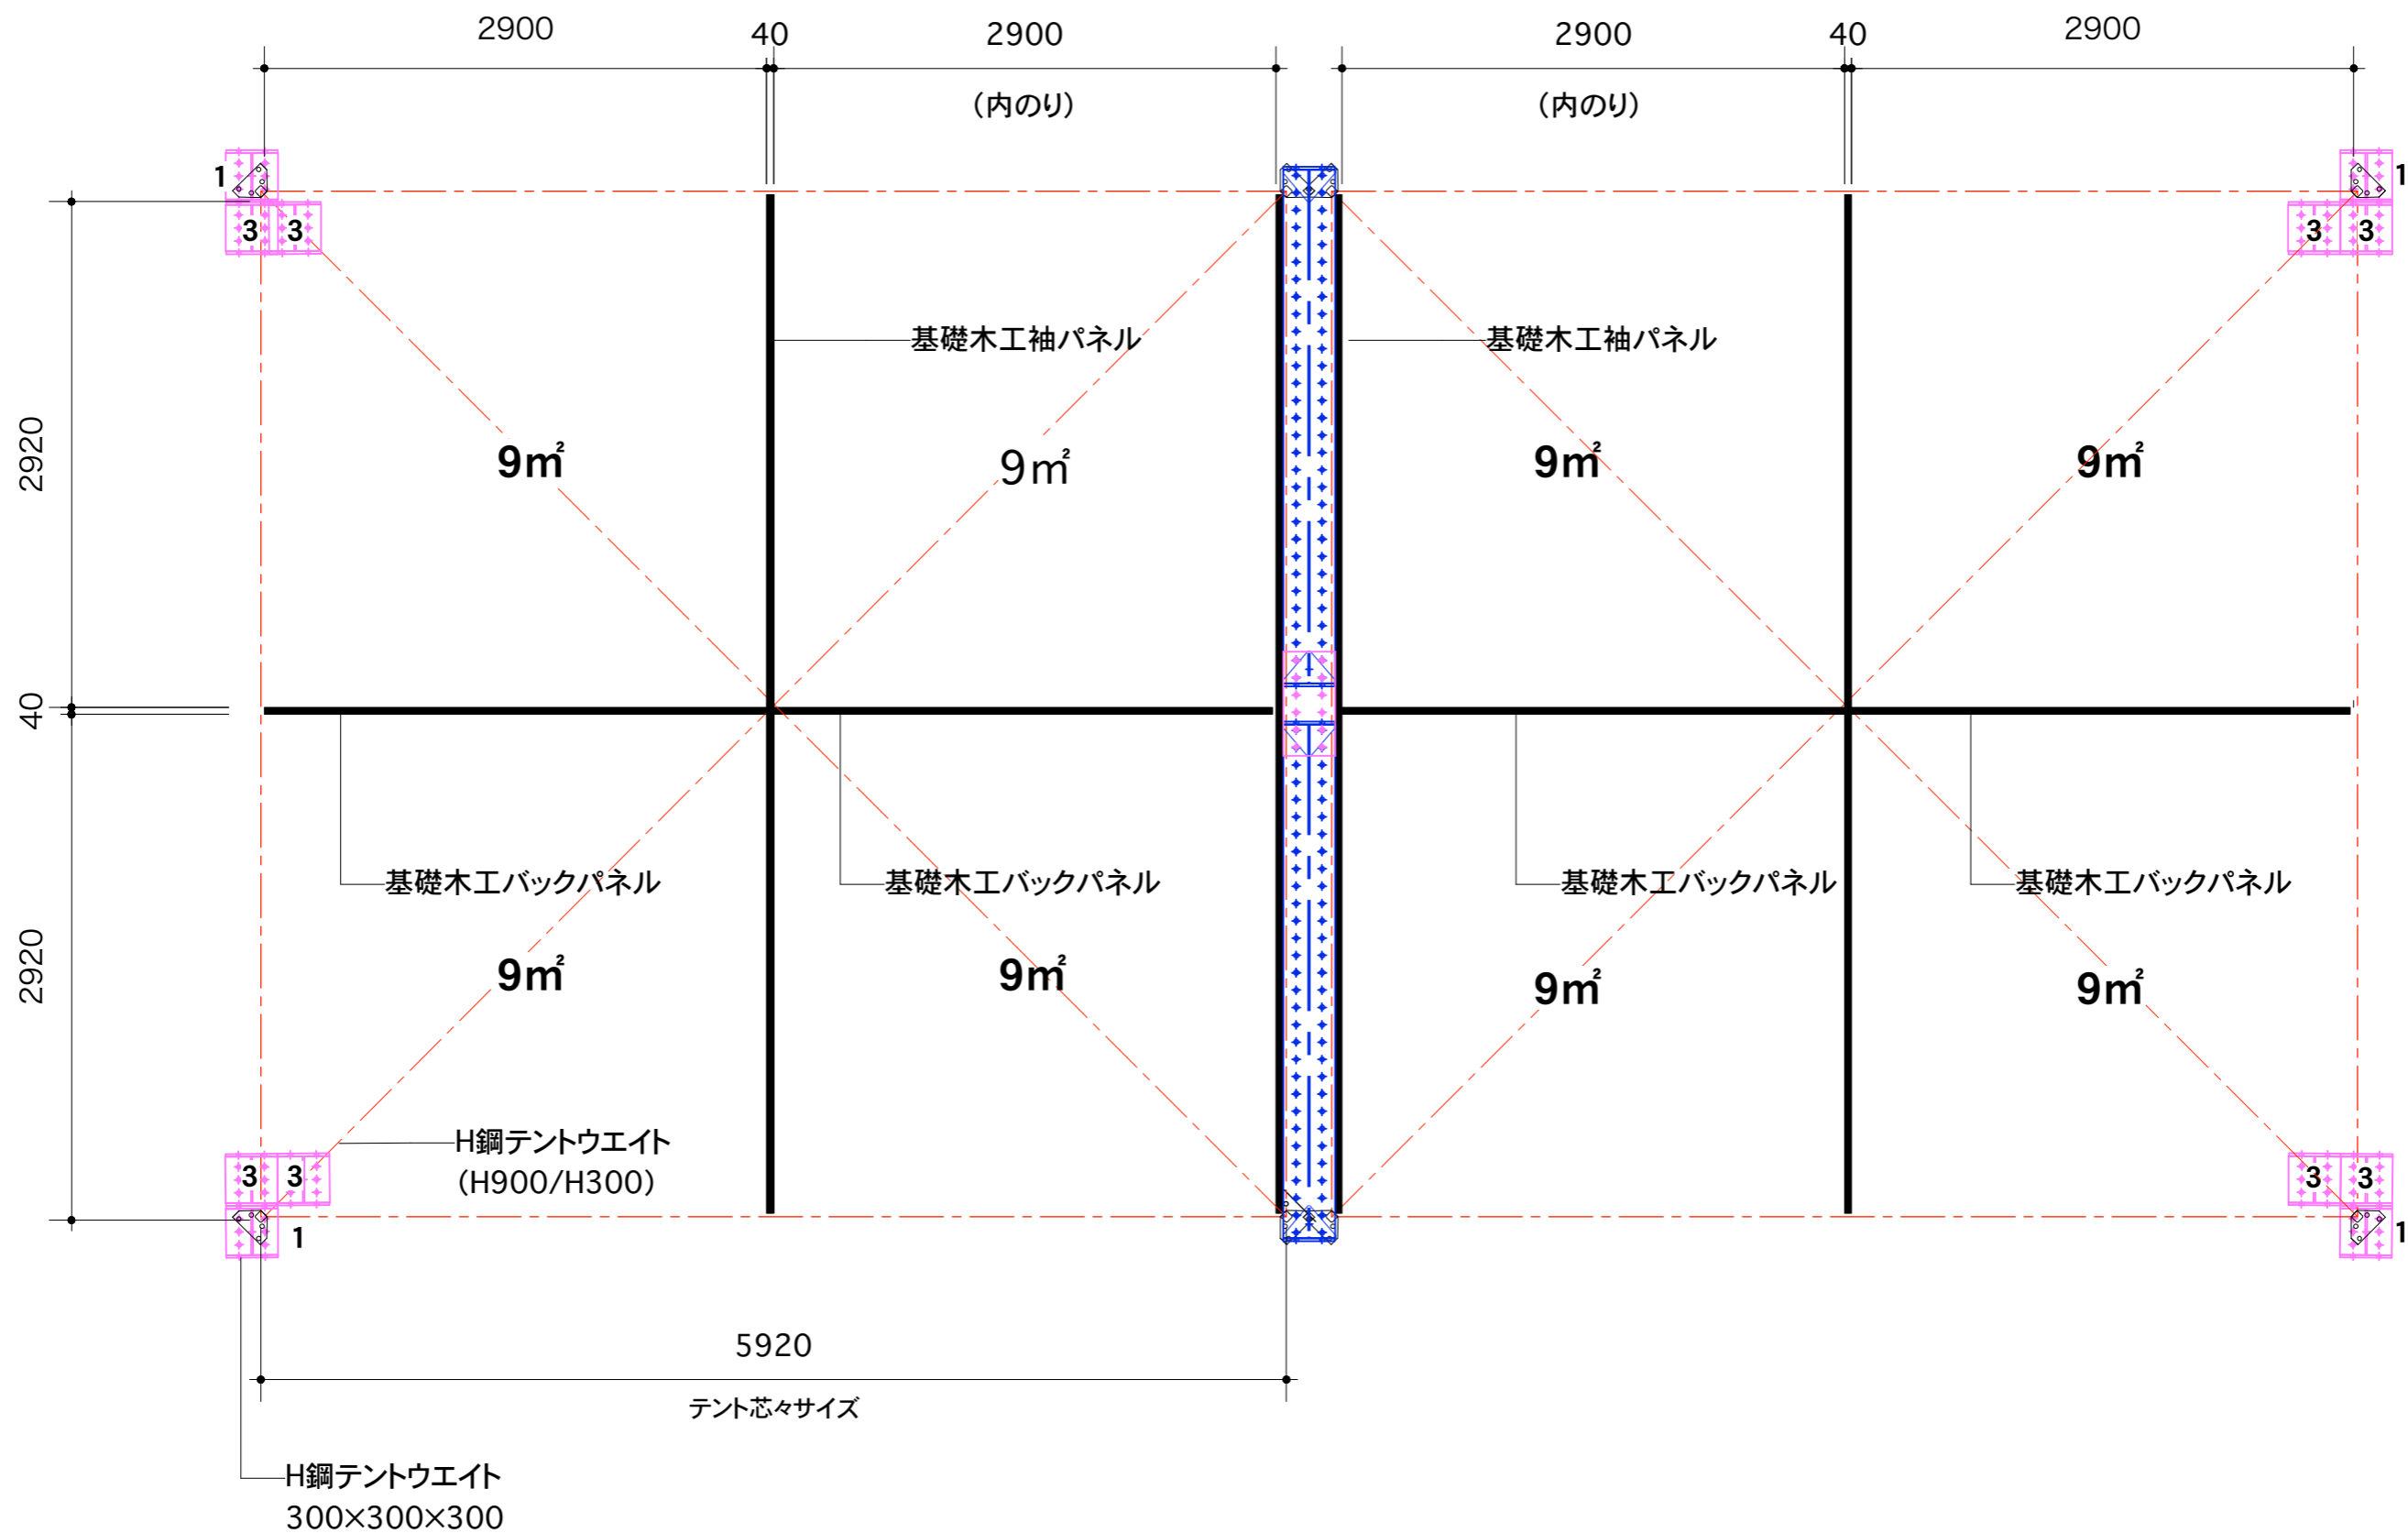 2900
40
2900
2900
40
2900
(内のり)
(内のり)
1
1
3
3
3
3
基礎木工袖パネル
基礎木工袖パネル
2920
9㎡
9㎡
9㎡
9㎡
40
基礎木工バックパネル
基礎木工バックパネル
基礎木工バックパネル
基礎木工バックパネル
2920
9㎡
9㎡
9㎡
9㎡
H鋼テントウエイト
(H900/H300)
3
3
3
3
1
1
5920
テント芯々サイズ
H鋼テントウエイト
300×300×300